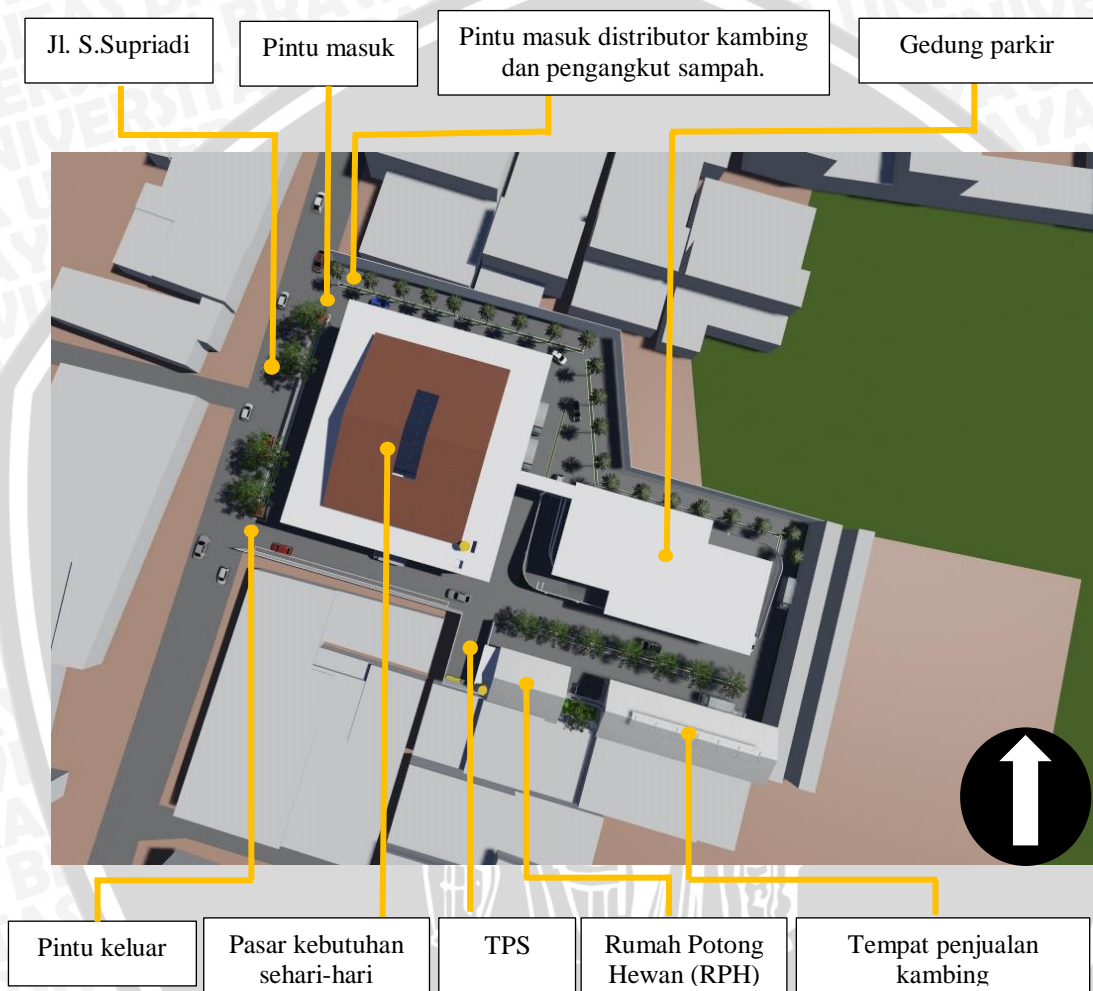 Jl. S.Supriadi
Pintu masuk
Pintu masuk distributor kambing
dan pengangkut sampah.
Gedung parkir
Pintu keluar
Pasar kebutuhan
sehari-hari
TPS
Rumah Potong
Hewan (RPH)
Tempat penjualan
kambing